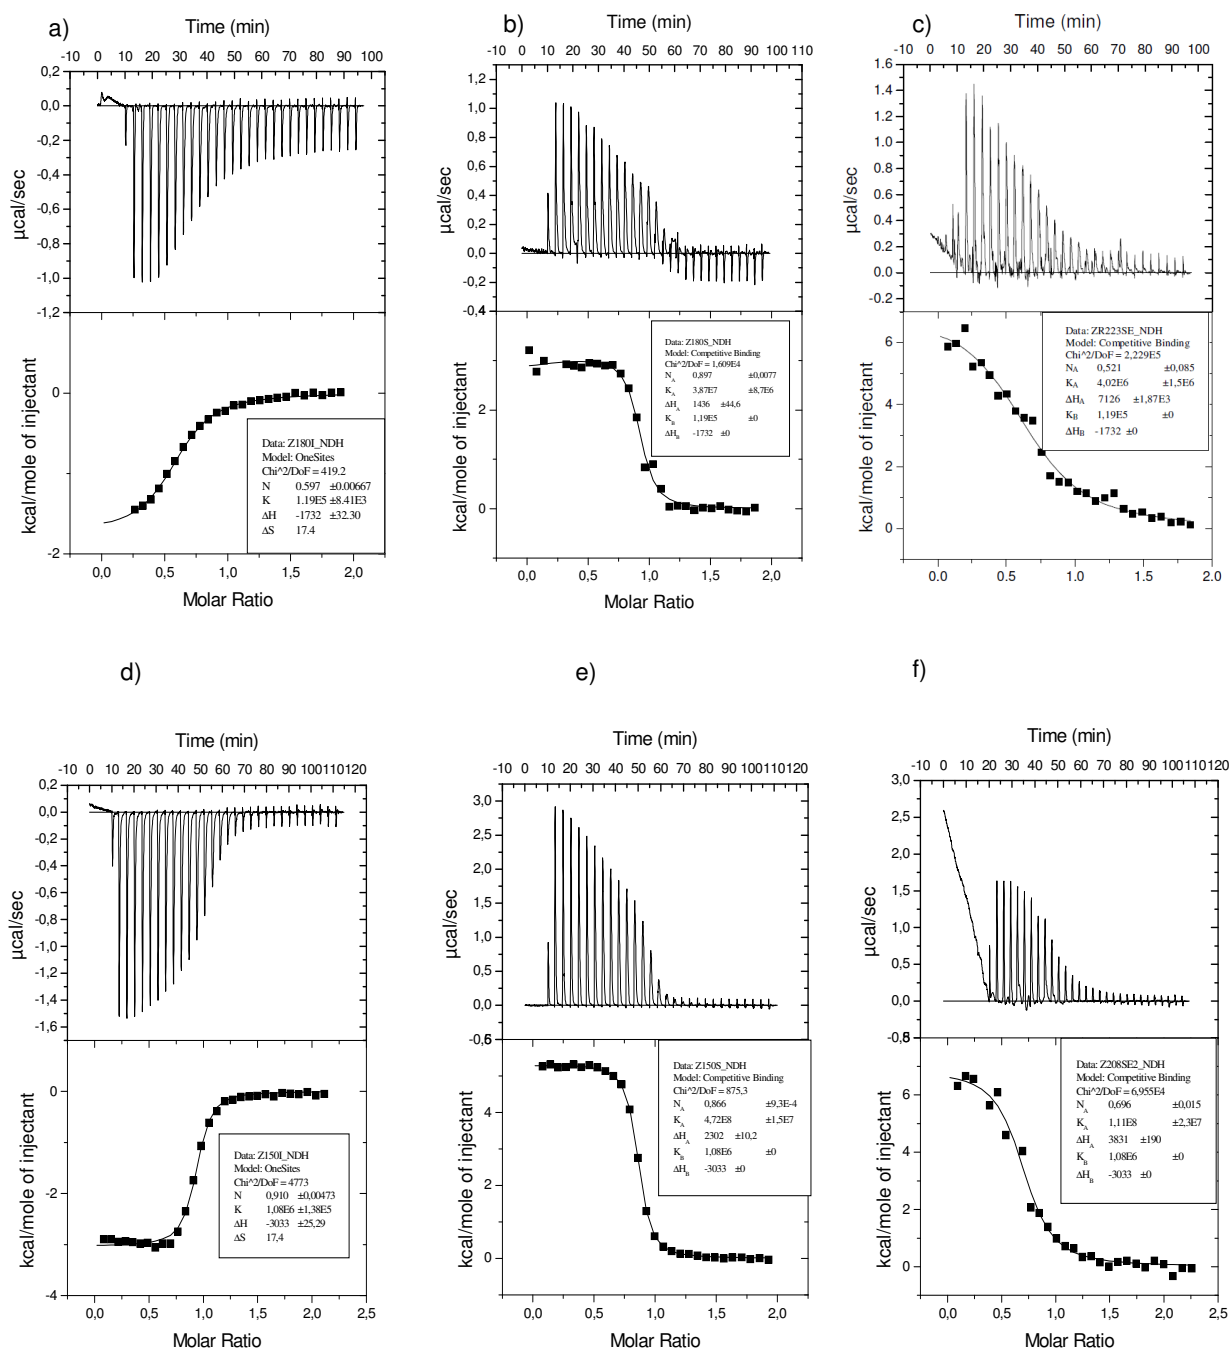 a)
Time (min)
-10 0 10 20 30 40 50 60 70 80 90 100
0,2
0,0
-0,2
-0,4
-0,6
-0,8
-1,0
-1,2
µcal/sec
0
-2
kcal/mole of injectant
Data: Z180I_NDH
Model: OneSites
Chi^2/DoF = 419.2
N 0.597 ±0.00667
K 1.19E5 ±8.41E3
ΔH -1732 ±32.30
ΔS 17.4
0,0 0,5 1,0 1,5 2,0
Molar Ratio
b)
Time (min)
-10 0 10 20 30 40 50 60 70 80 90 100 110
1,2
1,0
0,8
0,6
0,4
0,2
0,0
-0,2
-0,4
µcal/sec
2
0
kcal/mole of injectant
Data: Z180S_NDH
Model: Competitive Binding
Chi^2/DoF = 1,609E4
N_A 0,897 ±0,0077
K_A 3,87E7 ±8,7E6
ΔH_A 1436 ±44,6
K_B 1,19E5 ±0
ΔH_B -1732 ±0
0,0 0,5 1,0 1,5 2,0
Molar Ratio
c)
Time (min)
-10 0 10 20 30 40 50 60 70 80 90 100
1.6
1.4
1.2
1.0
0.8
0.6
0.4
0.2
0.0
-0.2
µcal/sec
6
4
2
0
kcal/mole of injectant
Data: ZR223SE_NDH
Model: Competitive Binding
Chi^2/DoF = 2,229E5
NA 0,521 ±0,085
KA 4,02E6 ±1,5E6
ΔHA 7126 ±1,87E3
KB 1,19E5 ±0
ΔHB -1732 ±0
0.0 0.5 1.0 1.5 2.0
Molar Ratio
d)
Time (min)
-10 0 10 20 30 40 50 60 70 80 90 100 110 120
0,2
0,0
-0,2
-0,4
-0,6
-0,8
-1,0
-1,2
-1,4
-1,6
µcal/sec
0
-2
-4
kcal/mole of injectant
Data: Z150I_NDH
Model: OneSites
Chi^2/DoF = 4773
N 0,910 ±0,00473
K 1,08E6 ±1,38E5
ΔH -3033 ±25,29
ΔS 17,4
0,0 0,5 1,0 1,5 2,0 2,5
Molar Ratio
e)
Time (min)
-10 0 10 20 30 40 50 60 70 80 90 100 110 120
3,0
2,5
2,0
1,5
1,0
0,5
0,0
µcal/sec
4
2
0
kcal/mole of injectant
Data: Z150S_NDH
Model: Competitive Binding
Chi^2/DoF = 875,3
N_A 0,866 ±9,3E-4
K_A 4,72E8 ±1,5E7
ΔH_A 2302 ±10,2
K_B 1,08E6 ±0
ΔH_B -3033 ±0
0,0 0,5 1,0 1,5 2,0
Molar Ratio
f)
Time (min)
-10 0 10 20 30 40 50 60 70 80 90 100 110 120
3,0
2,5
2,0
1,5
1,0
0,5
0,0
µcal/sec
6
4
2
0
kcal/mole of injectant
Data: Z208SE2_NDH
Model: Competitive Binding
Chi^2/DoF = 6,955E4
N_A 0,696 ±0,015
K_A 1,11E8 ±2,3E7
ΔH_A 3831 ±190
K_B 1,08E6 ±0
ΔH_B -3033 ±0
0,0 0,5 1,0 1,5 2,0 2,5
Molar Ratio